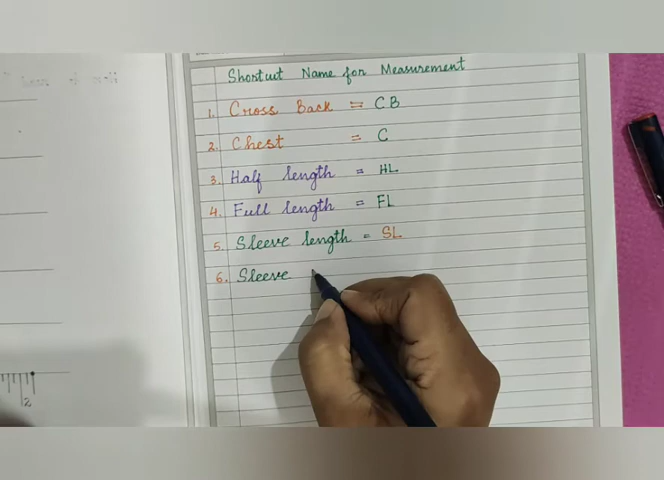 Shortcut Name for Measurement
1. Cross Back = CB
2. Chest = C
3. Half length = HL
4. Full length = FL
5. Sleeve length = SL
6. Sleeve
2